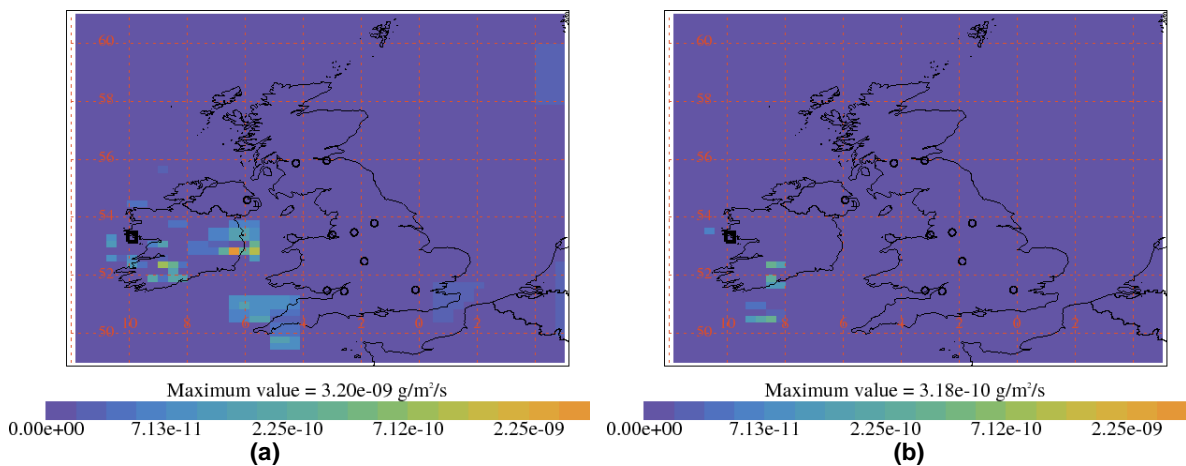 60
58
56
54
52
50
10 8 6 4 2 0 2
Maximum value = 3.20e-09 g/m²/s
0.00e+00 7.13e-11 2.25e-10 7.12e-10 2.25e-09
(a)
60
58
56
54
52
50
10 8 6 4 2 0 2
Maximum value = 3.18e-10 g/m²/s
0.00e+00 7.13e-11 2.25e-10 7.12e-10 2.25e-09
(b)